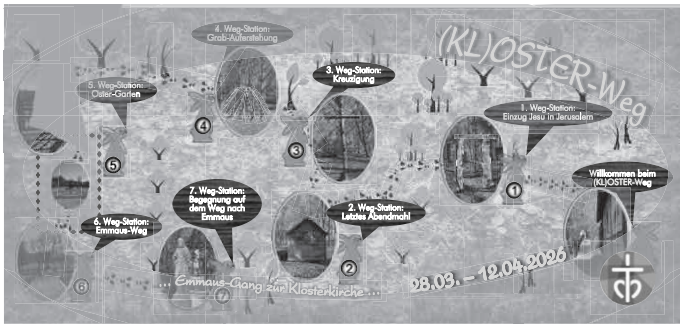 (KL)OSTER-Weg
4. Weg-Station:
Grab-Auferstehung
3. Weg-Station:
Kreuzigung
5. Weg-Station:
Oster-Garten
1. Weg-Station:
Einzug Jesu in Jerusalem
Willkommen beim
(KL)OSTER-Weg
7. Weg-Station:
Begegnung auf
dem Weg nach
Emmaus
2. Weg-Station:
Letztes Abendmahl
6. Weg-Station:
Emmaus-Weg
4
3
5
1
2
6
7
... Emmaus-Gang zur Klosterkirche ...
28.03. – 12.04.2026